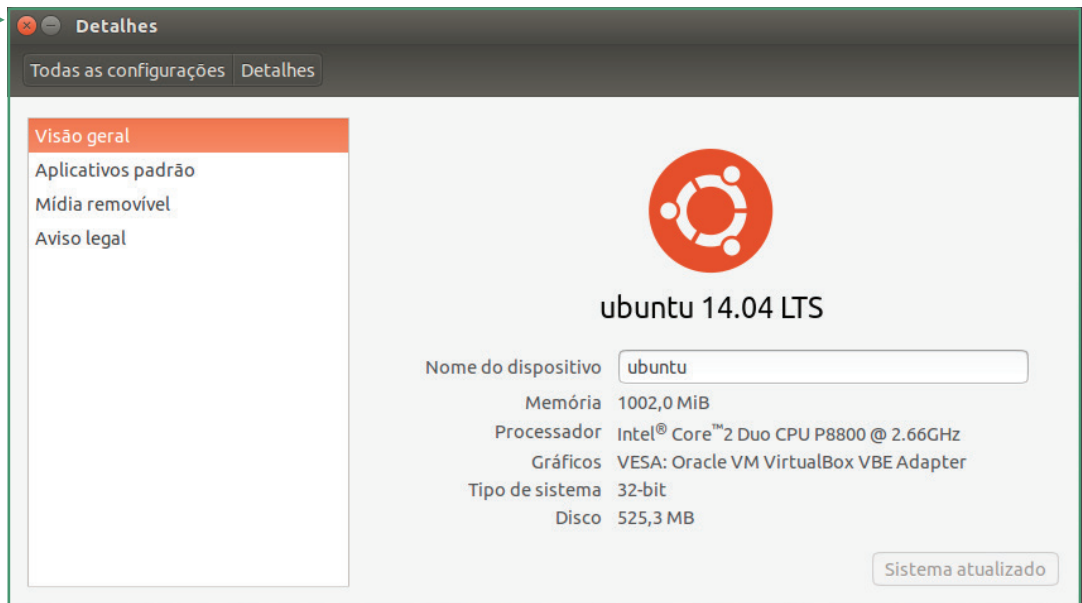 Detalhes
Todas as configurações Detalhes
Visão geral
Aplicativos padrão
Mídia removível
Aviso legal
ubuntu 14.04 LTS
Nome do dispositivo ubuntu
Memória 1002,0 MiB
Processador Intel® Core™2 Duo CPU P8800 @ 2.66GHz
Gráficos VESA: Oracle VM VirtualBox VBE Adapter
Tipo de sistema 32-bit
Disco 525,3 MB
Sistema atualizado